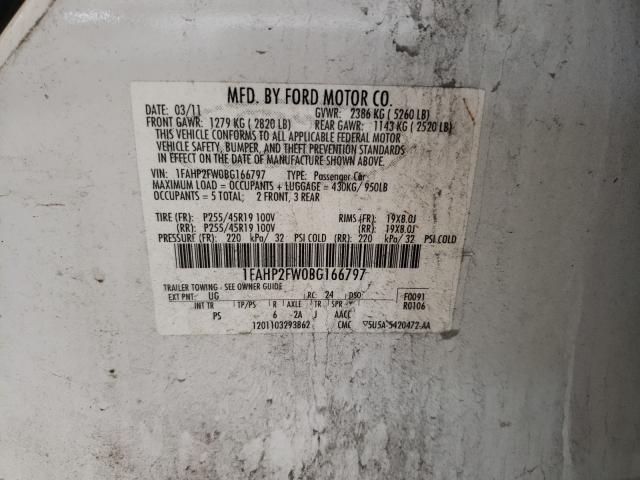 MFD. BY FORD MOTOR CO.
DATE: 03/11 GVWR: 2386 KG ( 5260 LB)
FRONT GAWR: 1279 KG ( 2820 LB) REAR GAWR: 1143 KG ( 2520 LB)
THIS VEHICLE CONFORMS TO ALL APPLICABLE FEDERAL MOTOR
VEHICLE SAFETY, BUMPER, AND THEFT PREVENTION STANDARDS
IN EFFECT ON THE DATE OF MANUFACTURE SHOWN ABOVE.
VIN: 1FAHP2FW0BG166797 TYPE: Passenger Car
MAXIMUM LOAD = OCCUPANTS + LUGGAGE = 430KG/ 950LB
OCCUPANTS = 5 TOTAL; 2 FRONT, 3 REAR
TIRE (FR): P255/45R19 100V RIMS (FR): 19X8.0J
(RR): P255/45R19 100V (RR): 19X8.0J
PRESSURE (FR): 220 kPa/ 32 PSI COLD (RR): 220 kPa/ 32 PSI COLD
1FAHP2FW0BG166797
TRAILER TOWING - SEE OWNER GUIDE
EXT PNT: UG RC: 24 DSO: F0091
INT TR TP/PS R AXLE TR SPR R0106
PS 6 -2A J AACC
1201103293862 CMC 5U5A-5420472-AA